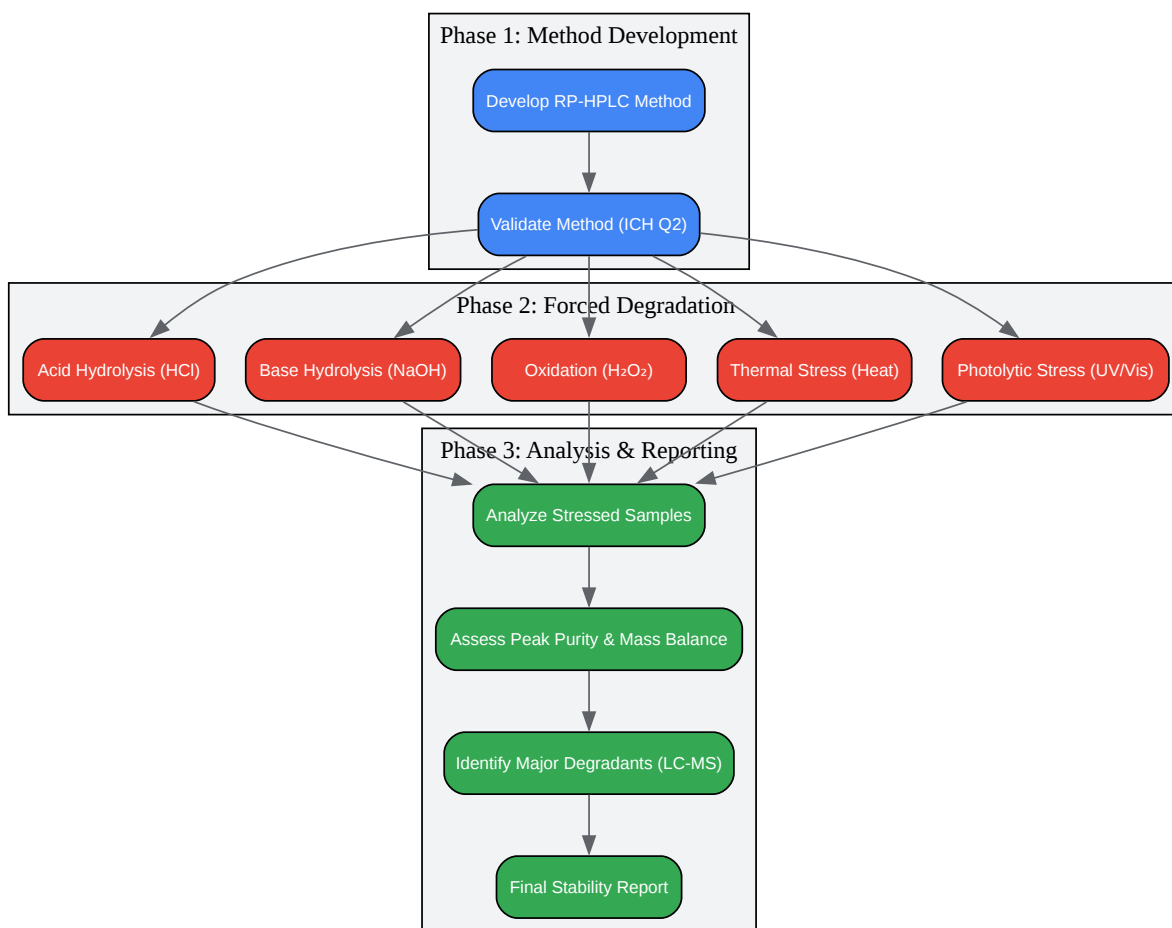 Phase 1: Method Development
Develop RP-HPLC Method
Validate Method (ICH Q2)
Phase 2: Forced Degradation
Acid Hydrolysis (HCl)
Base Hydrolysis (NaOH)
Oxidation (H₂O₂)
Thermal Stress (Heat)
Photolytic Stress (UV/Vis)
Phase 3: Analysis & Reporting
Analyze Stressed Samples
Assess Peak Purity & Mass Balance
Identify Major Degradants (LC-MS)
Final Stability Report